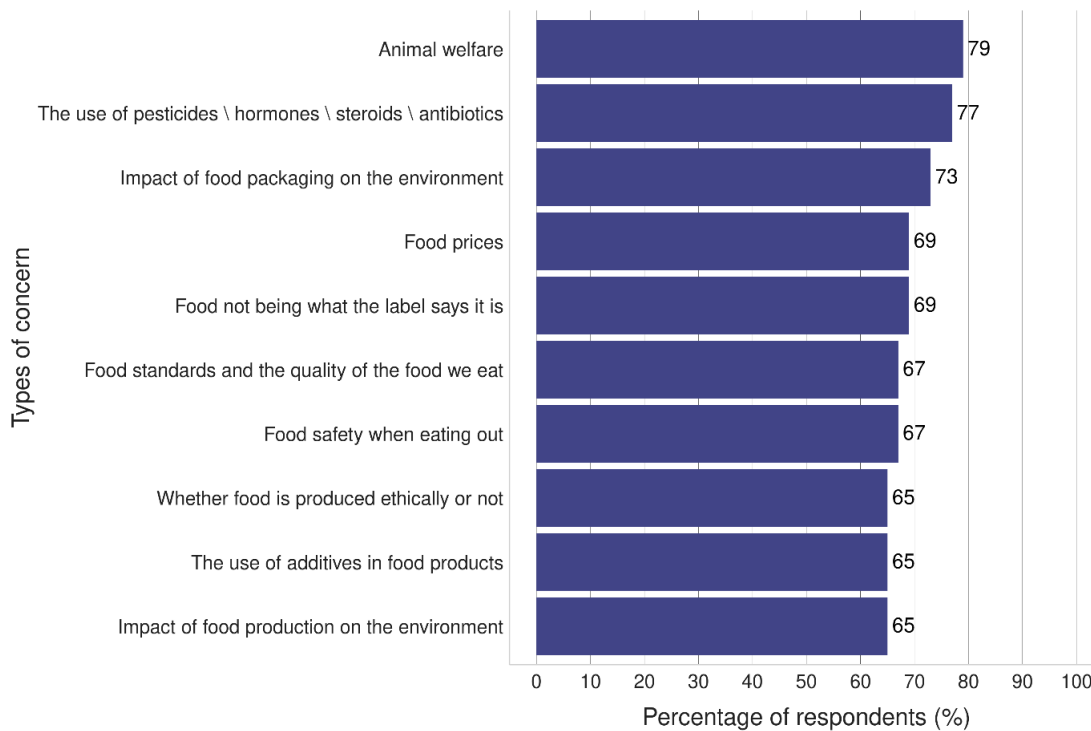 Animal welfare 79
The use of pesticides \ hormones \ steroids \ antibiotics 77
Impact of food packaging on the environment 73
Food prices 69
Food not being what the label says it is 69
Food standards and the quality of the food we eat 67
Food safety when eating out 67
Whether food is produced ethically or not 65
The use of additives in food products 65
Impact of food production on the environment 65
Types of concern
0 10 20 30 40 50 60 70 80 90 100
Percentage of respondents (%)